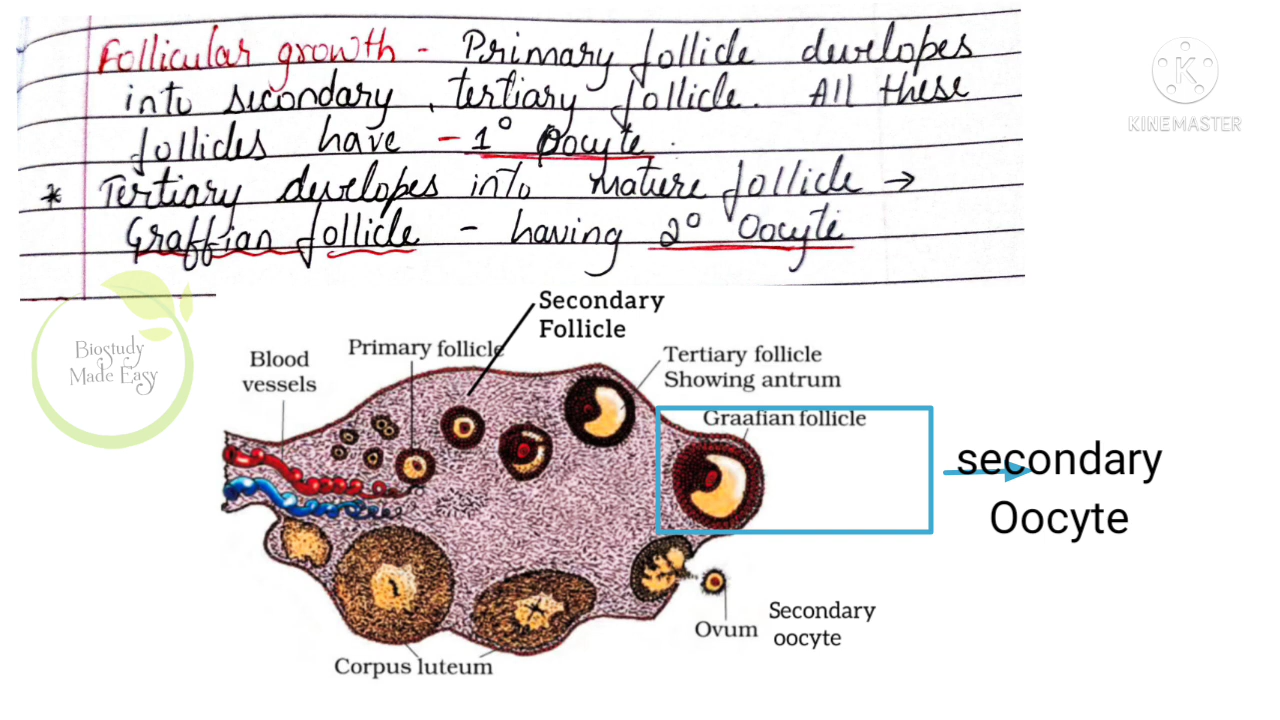 Follicular growth - Primary follicle developes
into secondary, tertiary follicle. All these
follicles have - 1° Oocyte.
* Tertiary developes into mature follicle →
Graffian follicle - having 2° Oocyte
KINEMASTER
Biostudy
Made Easy
Secondary
Follicle
Primary follicle
Blood
vessels
Tertiary follicle
Showing antrum
Graafian follicle
secondary
Oocyte
Secondary
oocyte
Ovum
Corpus luteum